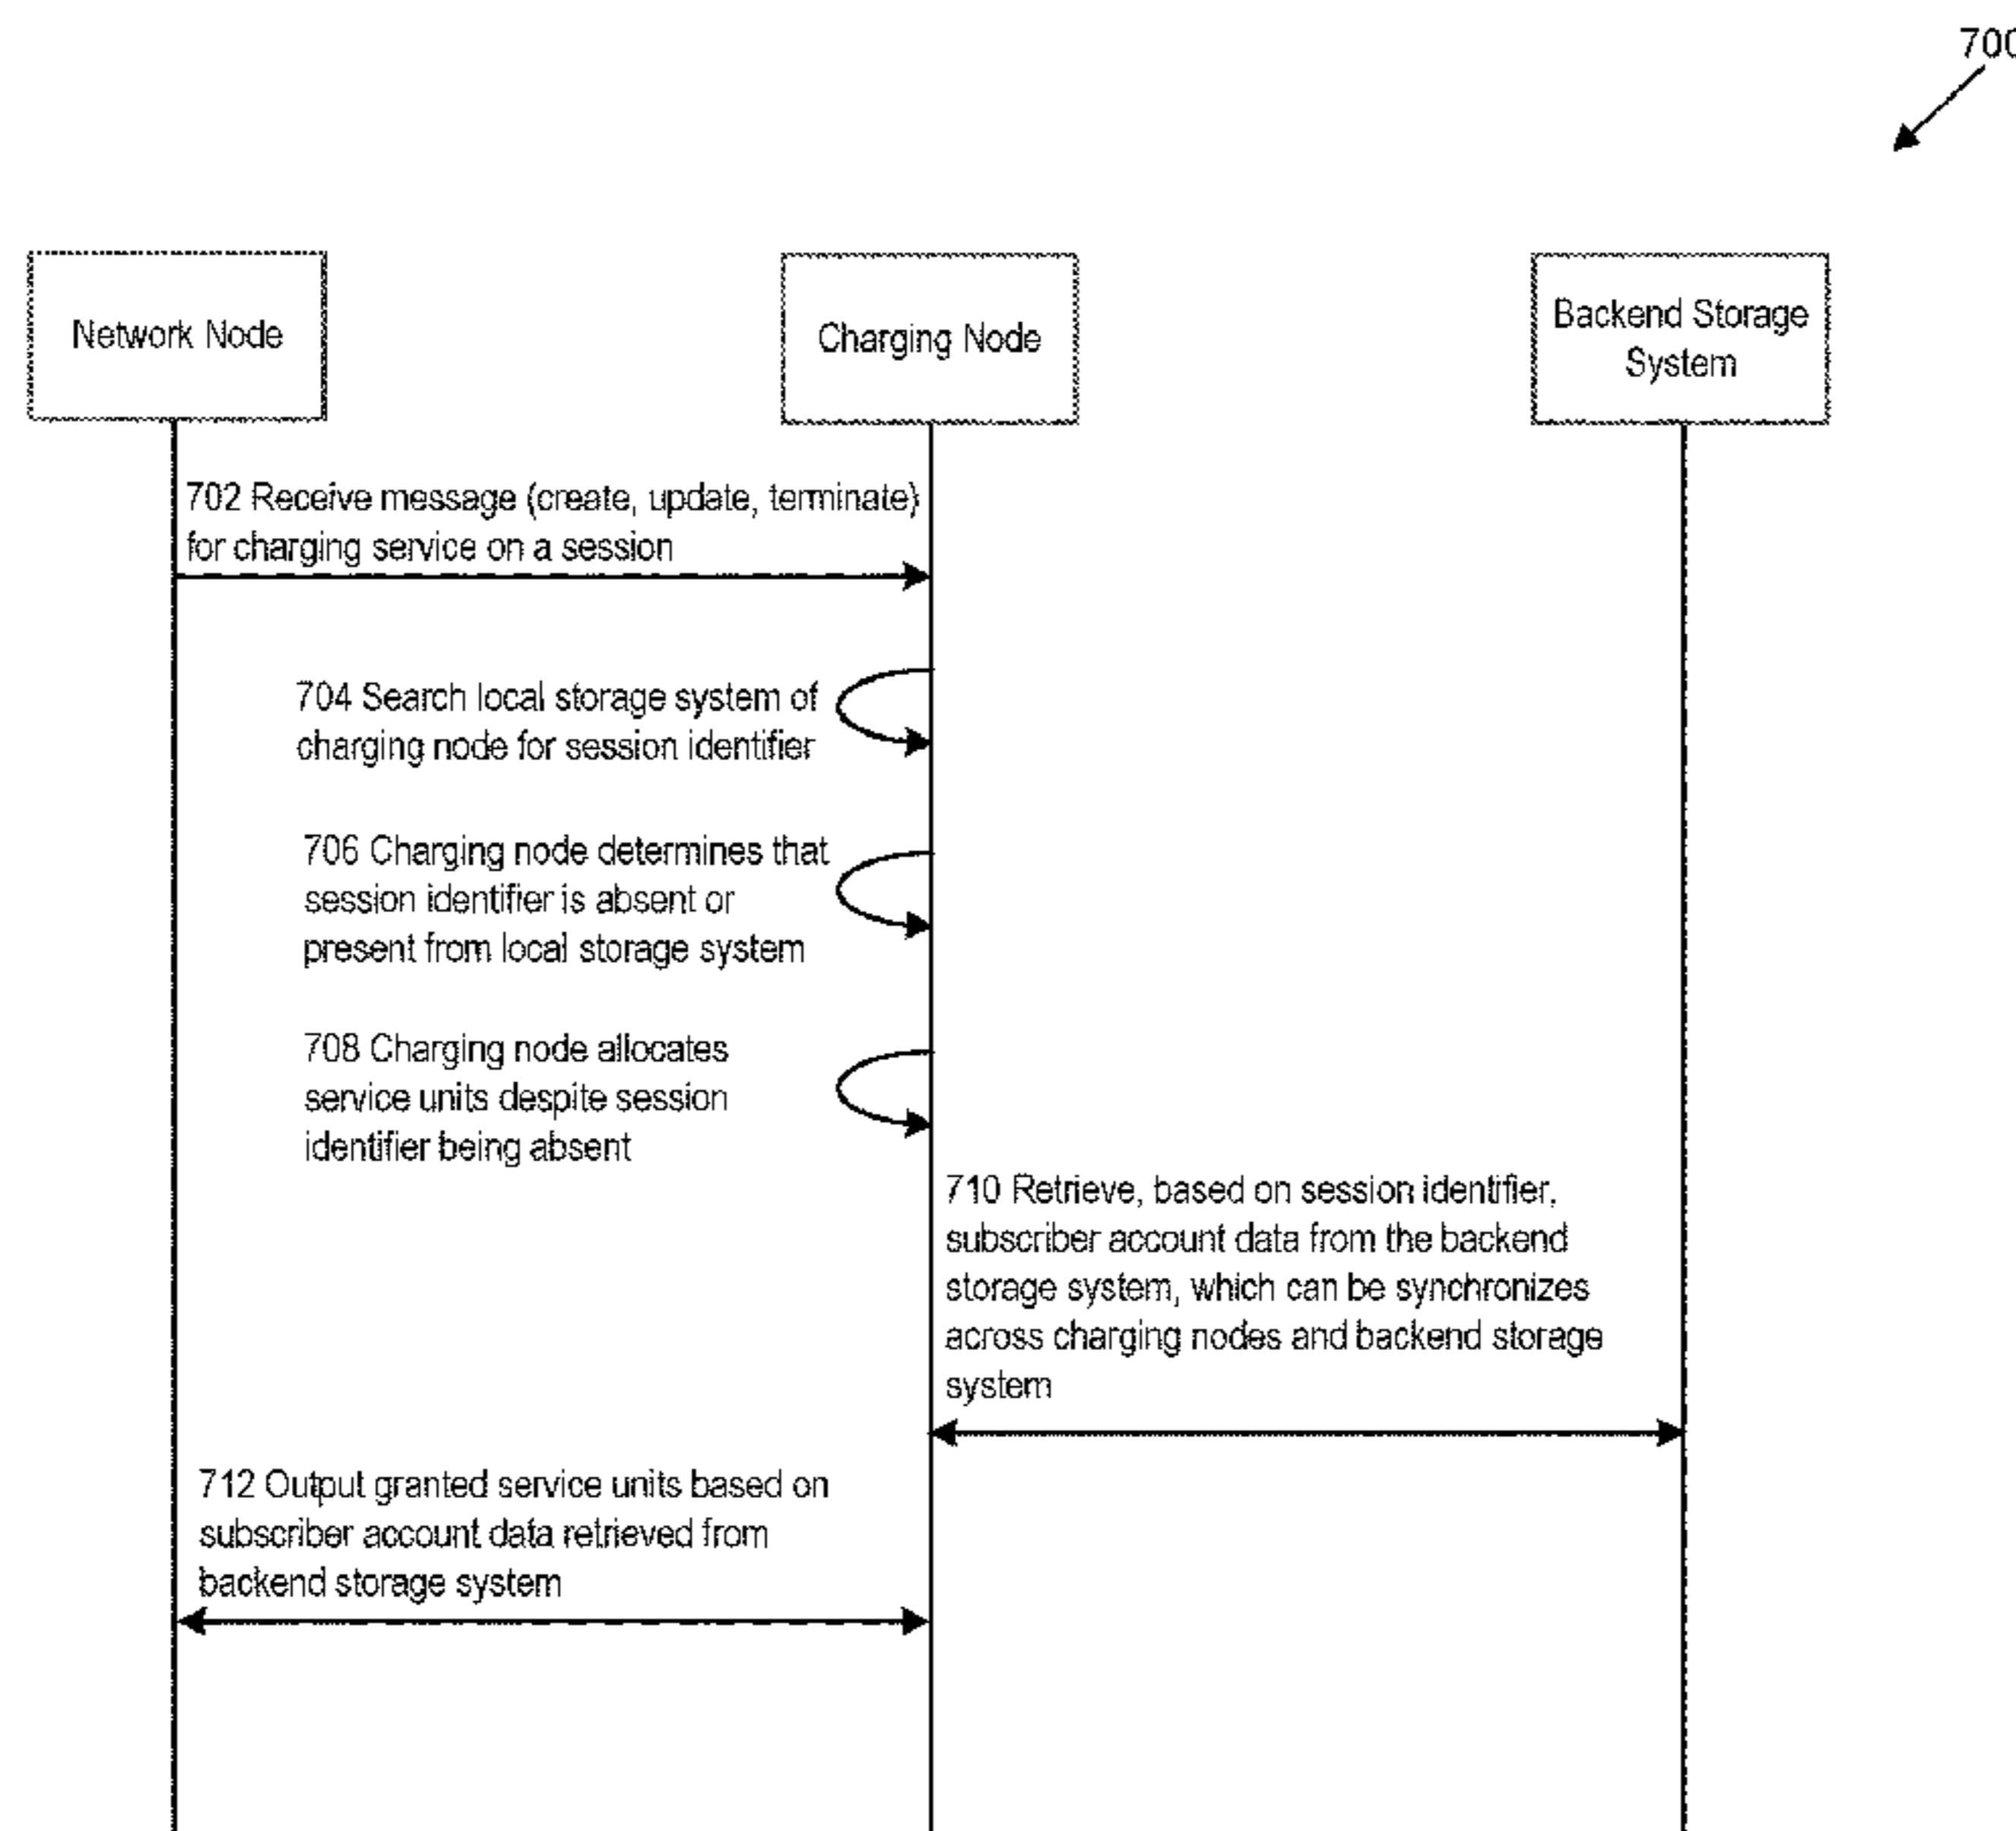 700
Network Node
Charging Node
Backend Storage
System
702 Receive message (create, update, terminate)
for charging service on a session
704 Search local storage system of
charging node for session identifier
706 Charging node determines that
session identifier is absent or
present from local storage system
708 Charging node allocates
service units despite session
identifier being absent
710 Retrieve, based on session identifier,
subscriber account data from the backend
storage system, which can be synchronizes
across charging nodes and backend storage
system
712 Output granted service units based on
subscriber account data retrieved from
backend storage system